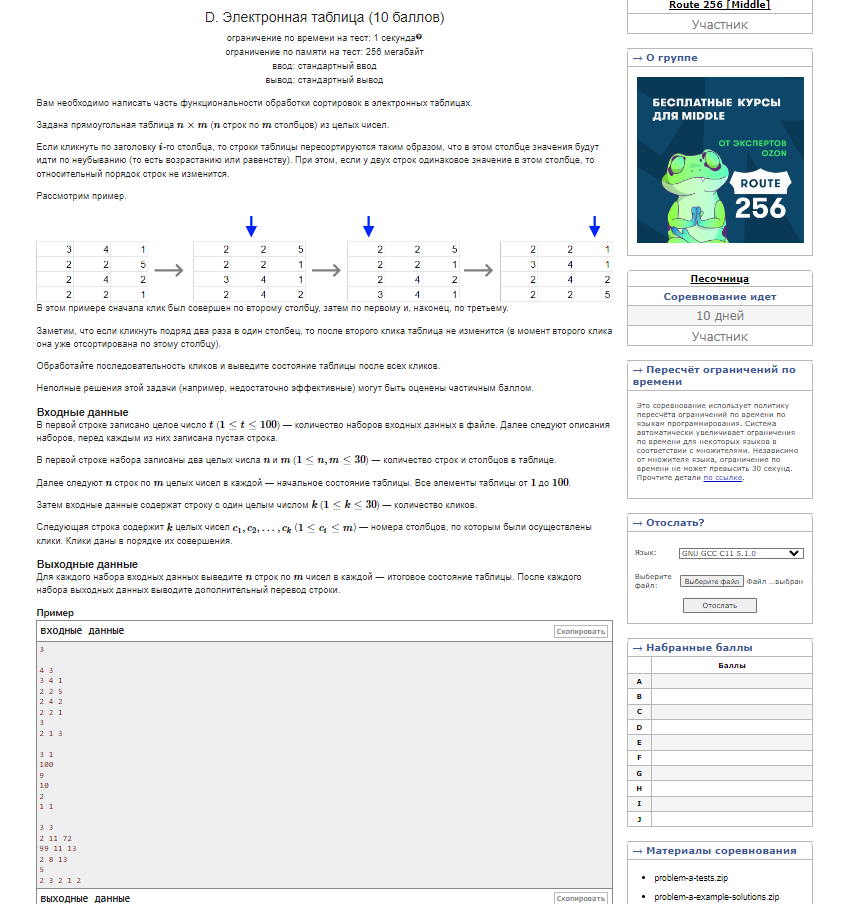 D. Электронная таблица (10 баллов)
ограничение по времени на тест: 1 секунда
ограничение по памяти на тест: 256 мегабайт
ввод: стандартный ввод
вывод: стандартный вывод
Вам необходимо написать часть функциональности обработки сортировок в электронных таблицах.
Задана прямоугольная таблица n × m (n строк по m столбцов) из целых чисел.
Если кликнуть по заголовку i-го столбца, то строки таблицы пересортируются таким образом, что в этом столбце значения будут
идти по неубыванию (то есть возрастанию или равенству). При этом, если у двух строк одинаковое значение в этом столбце, то
относительный порядок строк не изменится.
Рассмотрим пример.
3 4 1 2 2 5 2 2 5 2 2 1
2 2 5 2 2 1 2 2 1 3 4 1
2 4 2 3 4 1 2 4 2 2 4 2
2 2 1 2 4 2 3 4 1 2 2 5
В этом примере сначала клик был совершен по второму столбцу, затем по первому и, наконец, по третьему.
Заметим, что если кликнуть подряд два раза в один столбец, то после второго клика таблица не изменится (в момент второго клика
она уже отсортирована по этому столбцу).
Обработайте последовательность кликов и выведите состояние таблицы после всех кликов.
Неполные решения этой задачи (например, недостаточно эффективные) могут быть оценены частичным баллом.
Входные данные
В первой строке записано целое число t (1 ≤ t ≤ 100) — количество наборов входных данных в файле. Далее следуют описания
наборов, перед каждым из них записана пустая строка.
В первой строке набора записаны два целых числа n и m (1 ≤ n, m ≤ 30) — количество строк и столбцов в таблице.
Далее следуют n строк по m целых чисел в каждой — начальное состояние таблицы. Все элементы таблицы от 1 до 100.
Затем входные данные содержат строку с один целым числом k (1 ≤ k ≤ 30) — количество кликов.
Следующая строка содержит k целых чисел c₁, c₂, . . . , cₖ (1 ≤ cᵢ ≤ m) — номера столбцов, по которым были осуществлены
клики. Клики даны в порядке их совершения.
Выходные данные
Для каждого набора входных данных выведите n строк по m чисел в каждой — итоговое состояние таблицы. После каждого
набора выходных данных выводите дополнительный перевод строки.
Пример
входные данные
Скопировать
3
4 3
3 4 1
2 2 5
2 4 2
2 2 1
3
2 1 3
3 1
100
9
10
2
1 1
3 3
2 11 72
99 11 13
2 8 13
5
2 3 2 1 2
выходные данные
Скопировать
Route 256 [Middle]
Участник
→ О группе
БЕСПЛАТНЫЕ КУРСЫ
ДЛЯ MIDDLE
ОТ ЭКСПЕРТОВ
OZON
ROUTE
256
Песочница
Соревнование идет
10 дней
Участник
→ Пересчёт ограничений по
времени
Это соревнование использует политику
пересчёта ограничений по времени по
языкам программирования. Система
автоматически увеличивает ограничения
по времени для некоторых языков в
соответствии с множителями. Независимо
от множителя языка, ограничение по
времени не может превысить 30 секунд.
Прочтите детали по ссылке.
→ Отослать?
Язык:
GNU GCC C11 5.1.0
Выберите
файл:
Выберите файл
Файл ...выбран
Отослать
→ Набранные баллы
Баллы
A
B
C
D
E
F
G
H
I
J
→ Материалы соревнования
problem-a-tests.zip
problem-a-example-solutions.zip